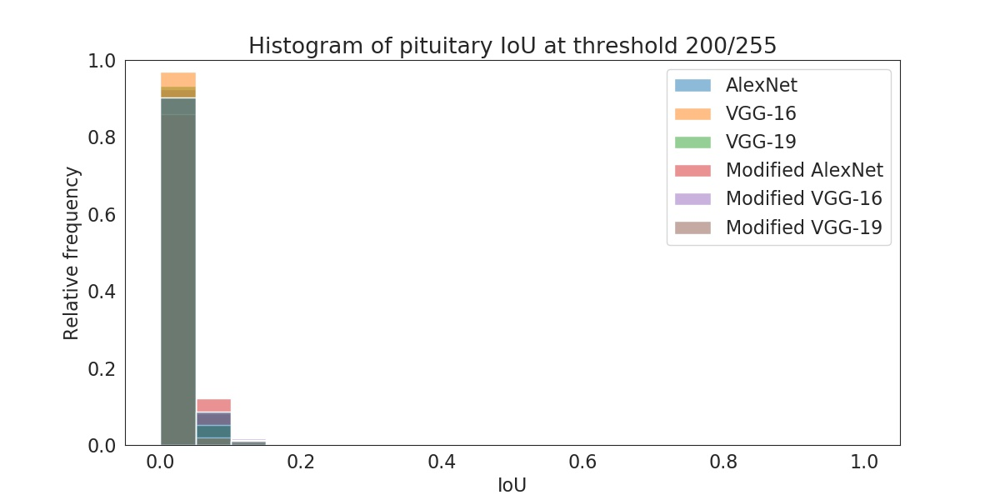 Histogram of pituitary IoU at threshold 200/255
1.0
0.8
0.6
0.4
0.2
0.0
Relative frequency
AlexNet
VGG-16
VGG-19
Modified AlexNet
Modified VGG-16
Modified VGG-19
0.0 0.2 0.4 0.6 0.8 1.0
IoU